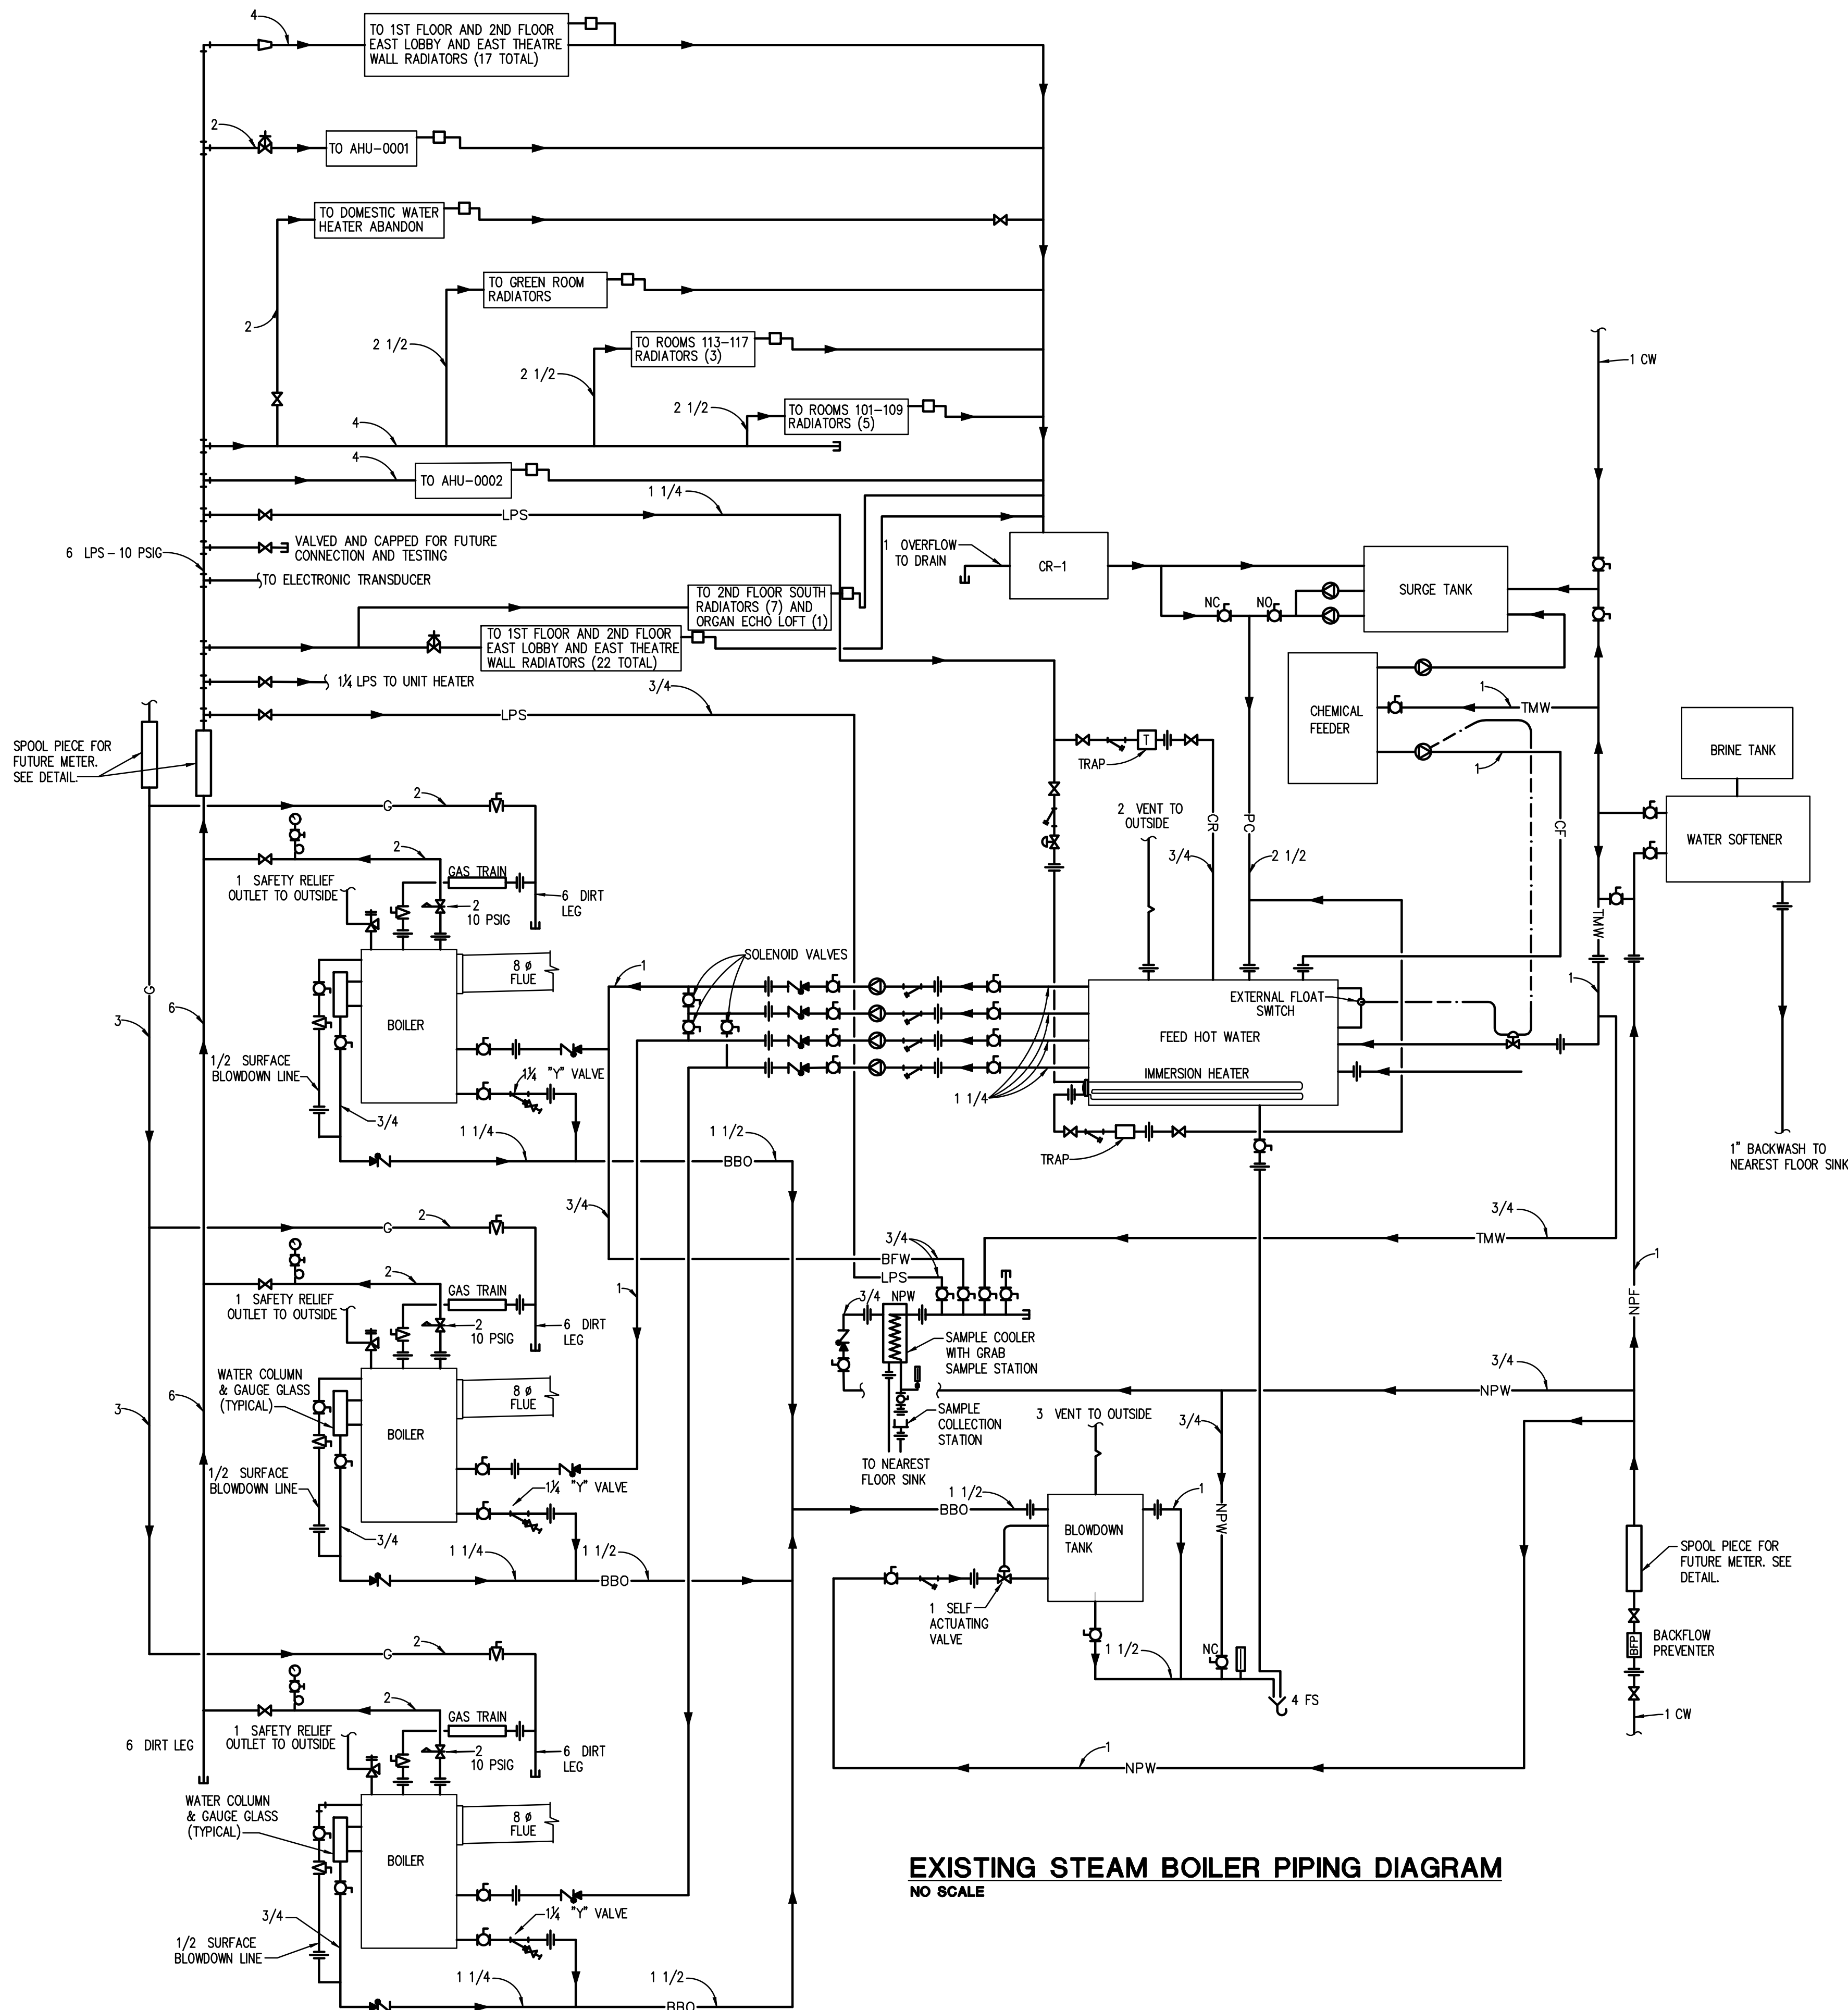 4
TO 1ST FLOOR AND 2ND FLOOR
EAST LOBBY AND EAST THEATRE
WALL RADIATORS (17 TOTAL)
2
TO AHU-0001
TO DOMESTIC WATER
HEATER ABANDON
2
TO GREEN ROOM
RADIATORS
2 1/2
TO ROOMS 113-117
RADIATORS (3)
2 1/2
TO ROOMS 101-109
RADIATORS (5)
2 1/2
4
4
TO AHU-0002
1 1/4
LPS
6 LPS-10 PSIG
VALVED AND CAPPED FOR FUTURE
CONNECTION AND TESTING
TO ELECTRONIC TRANSDUCER
TO 2ND FLOOR SOUTH
RADIATORS (7) AND
ORGAN ECHO LOFT (1)
TO 1ST FLOOR AND 2ND FLOOR
EAST LOBBY AND EAST THEATRE
WALL RADIATORS (22 TOTAL)
1¼ LPS TO UNIT HEATER
3/4
LPS
1 OVERFLOW
TO DRAIN
CR-1
NC
NO
SURGE TANK
1 CW
CHEMICAL
FEEDER
1
TMW
1
CF
BRINE TANK
WATER SOFTENER
1" BACKWASH TO
NEAREST FLOOR SINK
SPOOL PIECE FOR
FUTURE METER.
SEE DETAIL.
T
TRAP
2 VENT TO
OUTSIDE
3/4
CR
PC
2 1/2
TMW
1
G
2
2
1 SAFETY RELIEF
OUTLET TO OUTSIDE
GAS TRAIN
2
10 PSIG
6 DIRT
LEG
8 ø
FLUE
BOILER
G
3
6
1/2 SURFACE
BLOWDOWN LINE
3/4
1¼ "Y" VALVE
1 1/4
1 1/2
BBO
SOLENOID VALVES
1
EXTERNAL FLOAT
SWITCH
FEED HOT WATER
IMMERSION HEATER
1 1/4
TRAP
3/4
3/4
TMW
3/4
BFW
LPS
1
3/4 NPW
SAMPLE COOLER
WITH GRAB
SAMPLE STATION
SAMPLE
COLLECTION
STATION
TO NEAREST
FLOOR SINK
1
NPF
3/4
NPW
G
2
2
1 SAFETY RELIEF
OUTLET TO OUTSIDE
GAS TRAIN
2
10 PSIG
6 DIRT
LEG
WATER COLUMN
& GAUGE GLASS
(TYPICAL)
3
6
8 ø
FLUE
BOILER
1/2 SURFACE
BLOWDOWN LINE
3/4
1¼ "Y" VALVE
1 1/4
1 1/2
BBO
3 VENT TO OUTSIDE
3/4
NPW
1 1/2
BBO
1
BLOWDOWN
TANK
1 SELF
ACTUATING
VALVE
1 1/2
NC
4 FS
SPOOL PIECE FOR
FUTURE METER. SEE
DETAIL.
BFP
BACKFLOW
PREVENTER
1 CW
1
NPW
G
2
2
1 SAFETY RELIEF
OUTLET TO OUTSIDE
GAS TRAIN
2
10 PSIG
6 DIRT
LEG
6 DIRT LEG
WATER COLUMN
& GAUGE GLASS
(TYPICAL)
8 ø
FLUE
BOILER
3/4
1/2 SURFACE
BLOWDOWN LINE
1¼ "Y" VALVE
1 1/4
1 1/2
BBO
EXISTING STEAM BOILER PIPING DIAGRAM
NO SCALE